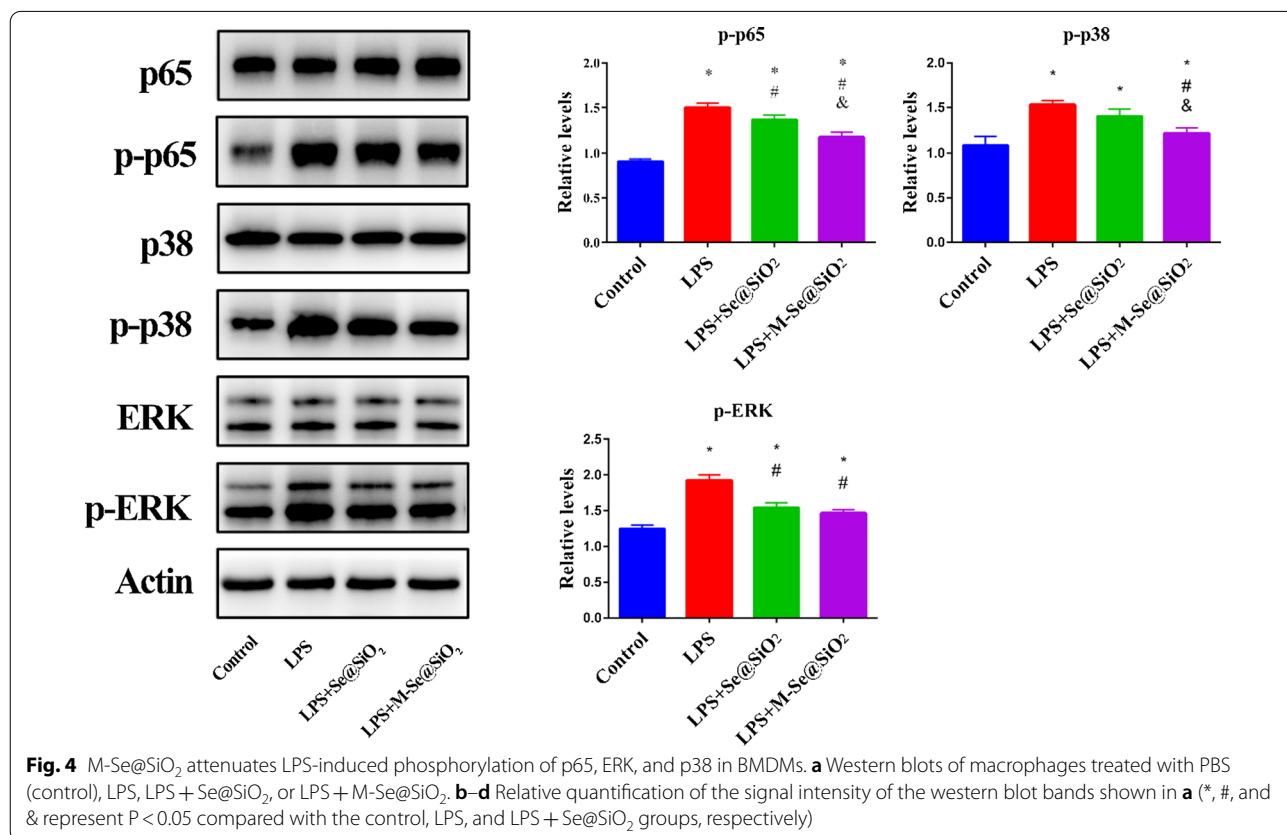 p65
p-p65
p38
p-p38
ERK
p-ERK
Actin
Control
LPS
LPS+Se@SiO₂
LPS+M-Se@SiO₂
p-p65
Relative levels
2.0
1.5
1.0
0.5
0.0
*
*
#
*
#
&
Control
LPS
LPS+Se@SiO2
LPS+M-Se@SiO2
p-p38
Relative levels
2.0
1.5
1.0
0.5
0.0
*
*
*
#
&
Control
LPS
LPS+Se@SiO2
LPS+M-Se@SiO2
p-ERK
Relative levels
2.5
2.0
1.5
1.0
0.5
0.0
*
*
#
*
#
Control
LPS
LPS+Se@SiO2
LPS+M-Se@SiO2
Fig. 4 M-Se@SiO₂ attenuates LPS-induced phosphorylation of p65, ERK, and p38 in BMDMs. a Western blots of macrophages treated with PBS
(control), LPS, LPS + Se@SiO₂, or LPS + M-Se@SiO₂. b–d Relative quantification of the signal intensity of the western blot bands shown in a (*, #, and
& represent P < 0.05 compared with the control, LPS, and LPS + Se@SiO₂ groups, respectively)